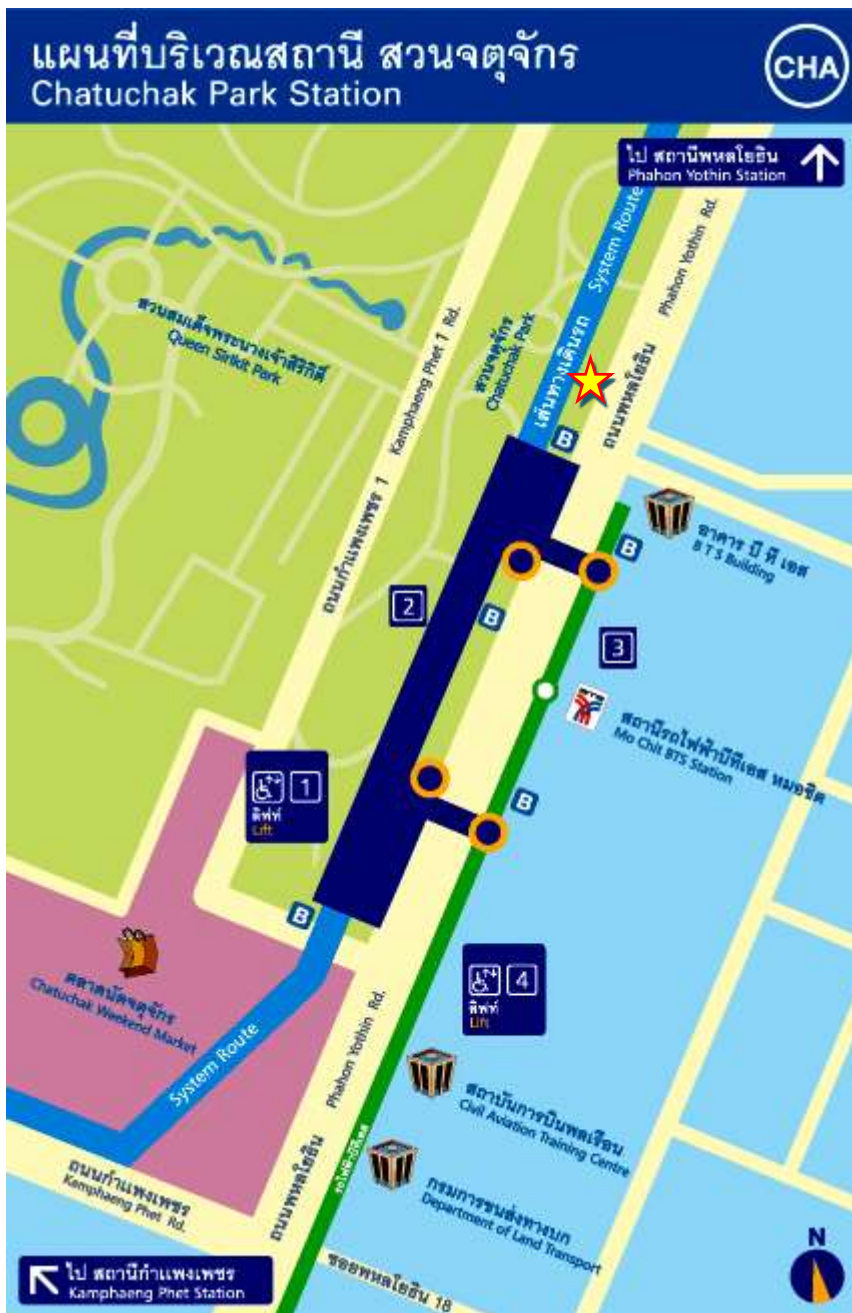 แผนที่บริเวณสถานี สวนจตุจักร
Chatuchak Park Station
CHA
ไป สถานีพหลโยธิน
Phahon Yothin Station
System Route
เส้นทางเดินรถ
Phahon Yothin Rd.
ถนนพหลโยธิน
สวนสมเด็จพระนางเจ้าสิริกิติ์
Queen Sirikit Park
สวนจตุจักร
Chatuchak Park
Kamphaeng Phet 1 Rd.
ถนนกำแพงเพชร 1
B
อาคาร บี ที เอส
B T S Building
B
2
B
3
BTS
สถานีรถไฟฟ้าบีทีเอส หมอชิต
Mo Chit BTS Station
1
ลิฟท์
Lift
B
B
ตลาดนัดจตุจักร
Chatuchak Weekend Market
4
ลิฟท์
Lift
System Route
Phahon Yothin Rd.
สถาบันการบินพลเรือน
Civil Aviation Training Centre
รถไฟฟ้าบีทีเอส
ถนนกำแพงเพชร
Kamphaeng Phet Rd.
ถนนพหลโยธิน
กรมการขนส่งทางบก
Department of Land Transport
N
ไป สถานีกำแพงเพชร
Kamphaeng Phet Station
ซอยพหลโยธิน 18